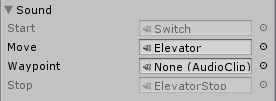 Sound
Start Switch
Move Elevator
Waypoint None (AudioClip)
Stop ElevatorStop